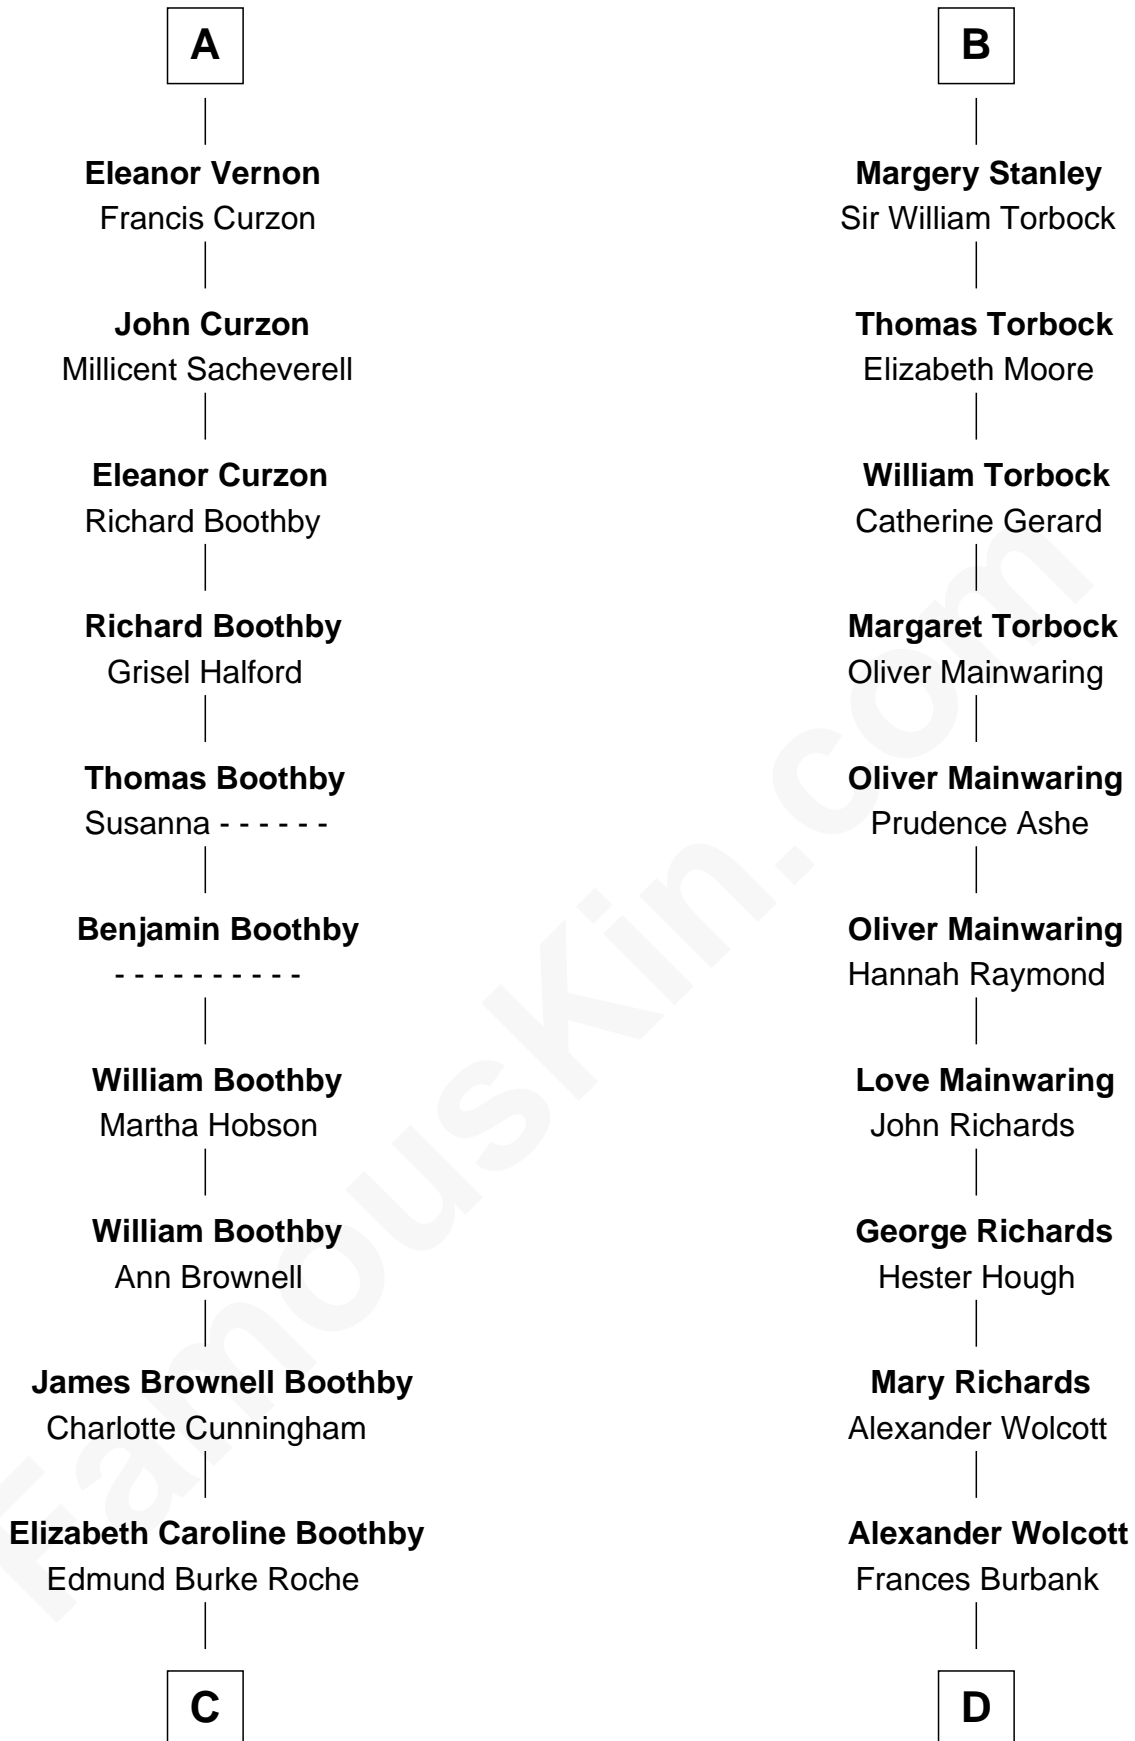 A
Eleanor Vernon
Francis Curzon
John Curzon
Millicent Sacheverell
Eleanor Curzon
Richard Boothby
Richard Boothby
Grisel Halford
Thomas Boothby
Susanna - - - - - -
Benjamin Boothby
- - - - - - - - - -
William Boothby
Martha Hobson
William Boothby
Ann Brownell
James Brownell Boothby
Charlotte Cunningham
Elizabeth Caroline Boothby
Edmund Burke Roche
C
B
Margery Stanley
Sir William Torbock
Thomas Torbock
Elizabeth Moore
William Torbock
Catherine Gerard
Margaret Torbock
Oliver Mainwaring
Oliver Mainwaring
Prudence Ashe
Oliver Mainwaring
Hannah Raymond
Love Mainwaring
John Richards
George Richards
Hester Hough
Mary Richards
Alexander Wolcott
Alexander Wolcott
Frances Burbank
D
FamousKin.com